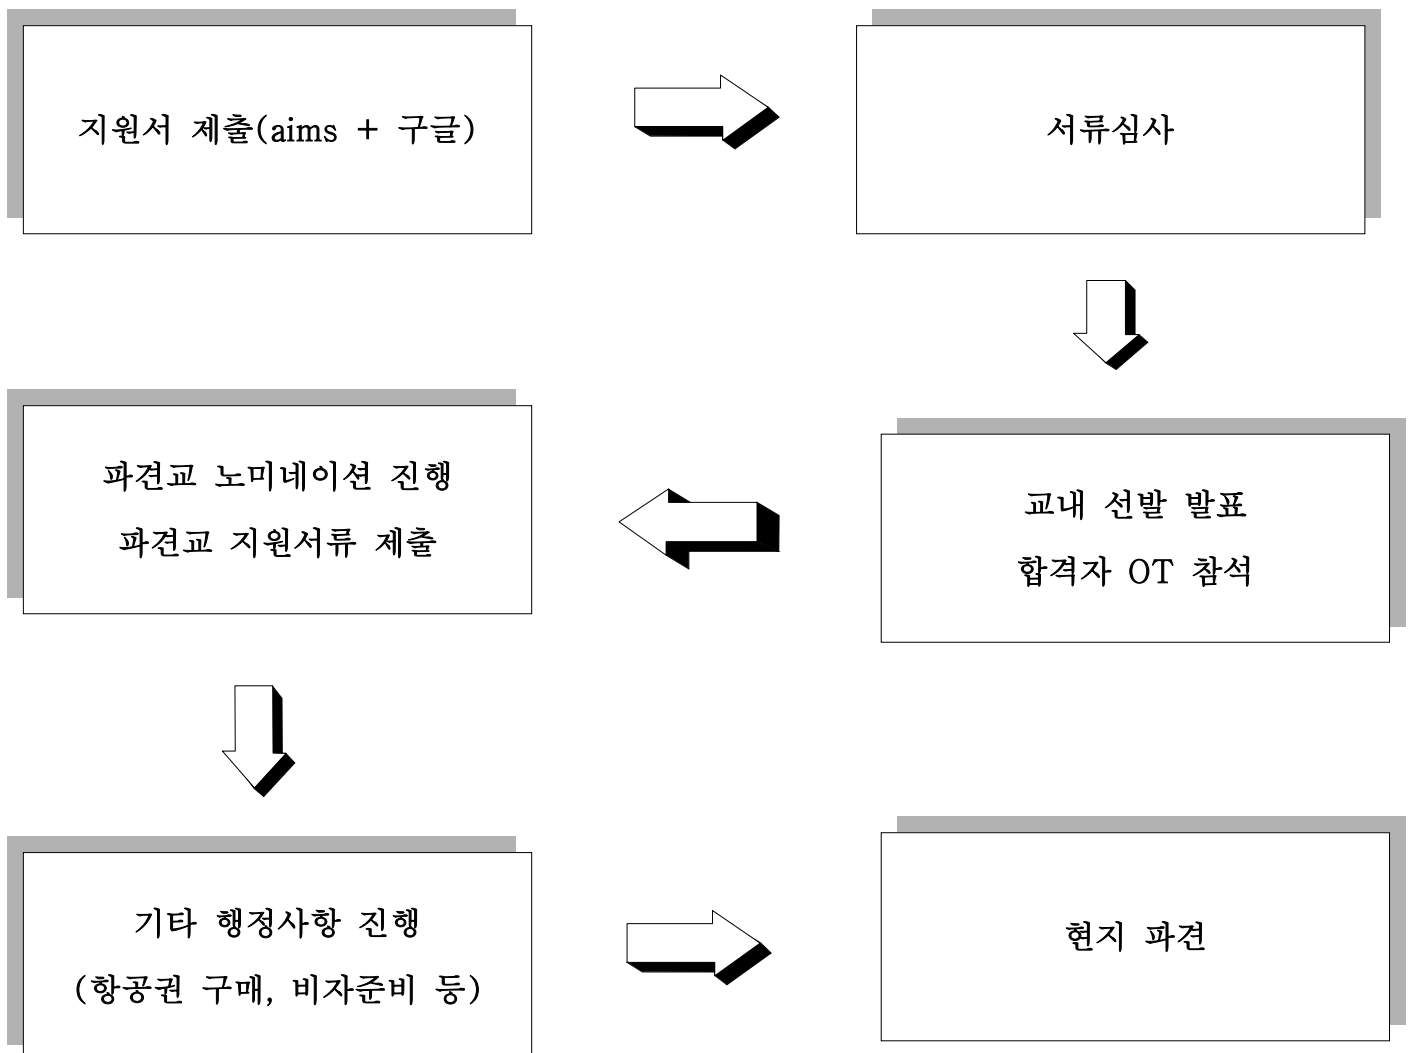 지원서 제출(aims + 구글)
서류심사
교내 선발 발표
합격자 OT 참석
파견교 노미네이션 진행
파견교 지원서류 제출
기타 행정사항 진행
(항공권 구매, 비자준비 등)
현지 파견